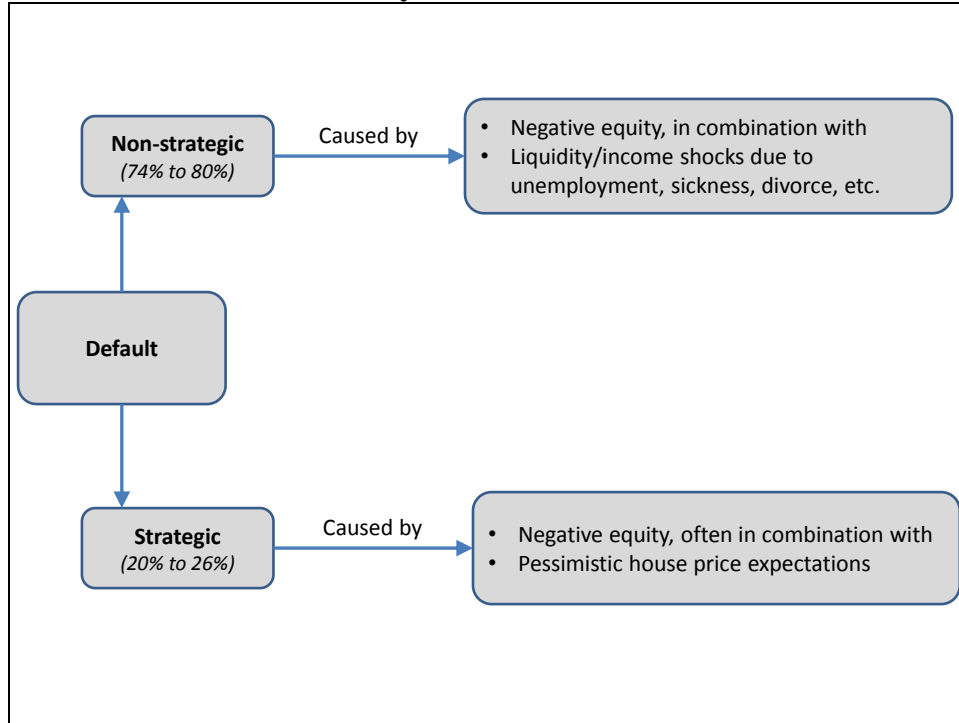 Non-strategic
(74% to 80%)
Caused by
• Negative equity, in combination with
• Liquidity/income shocks due to
unemployment, sickness, divorce, etc.
Default
Strategic
(20% to 26%)
Caused by
• Negative equity, often in combination with
• Pessimistic house price expectations